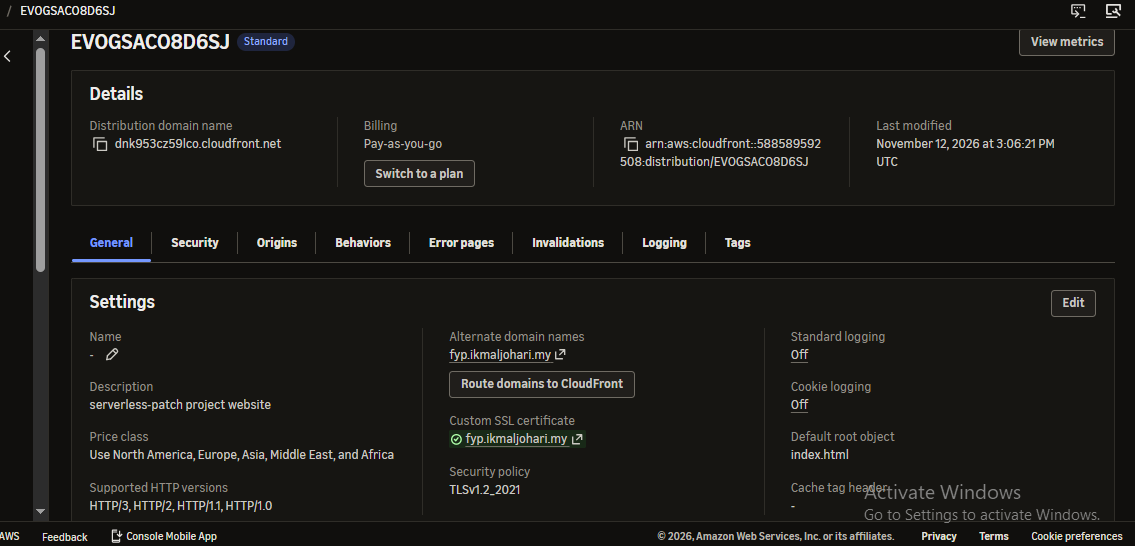 / EVOGSACO8D6SJ
EVOGSACO8D6SJ Standard
View metrics
Details
Distribution domain name
dnk953cz59lco.cloudfront.net
Billing
Pay-as-you-go
Switch to a plan
ARN
arn:aws:cloudfront::588589592
508:distribution/EVOGSACO8D6SJ
Last modified
November 12, 2026 at 3:06:21 PM
UTC
General Security Origins Behaviors Error pages Invalidations Logging Tags
Settings
Edit
Name
-
Description
serverless-patch project website
Price class
Use North America, Europe, Asia, Middle East, and Africa
Supported HTTP versions
HTTP/3, HTTP/2, HTTP/1.1, HTTP/1.0
Alternate domain names
fyp.ikmaljohari.my
Route domains to CloudFront
Custom SSL certificate
fyp.ikmaljohari.my
Security policy
TLSv1.2_2021
Standard logging
Off
Cookie logging
Off
Default root object
index.html
Cache tag header
-
Activate Windows
Go to Settings to activate Windows.
AWS Feedback Console Mobile App © 2026, Amazon Web Services, Inc. or its affiliates. Privacy Terms Cookie preferences